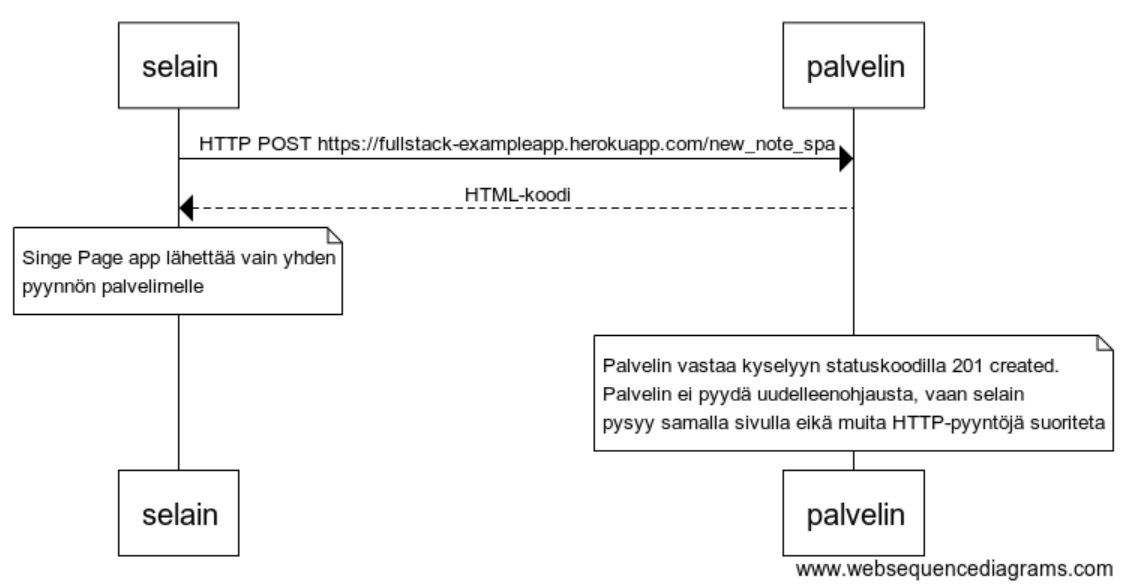 selain
palvelin
HTTP POST https://fullstack-exampleapp.herokuapp.com/new_note_spa
HTML-koodi
Singe Page app lähettää vain yhden
pyynnön palvelimelle
Palvelin vastaa kyselyyn statuskoodilla 201 created.
Palvelin ei pyydä uudelleenohjausta, vaan selain
pysyy samalla sivulla eikä muita HTTP-pyyntöjä suoriteta
selain
palvelin
www.websequencediagrams.com